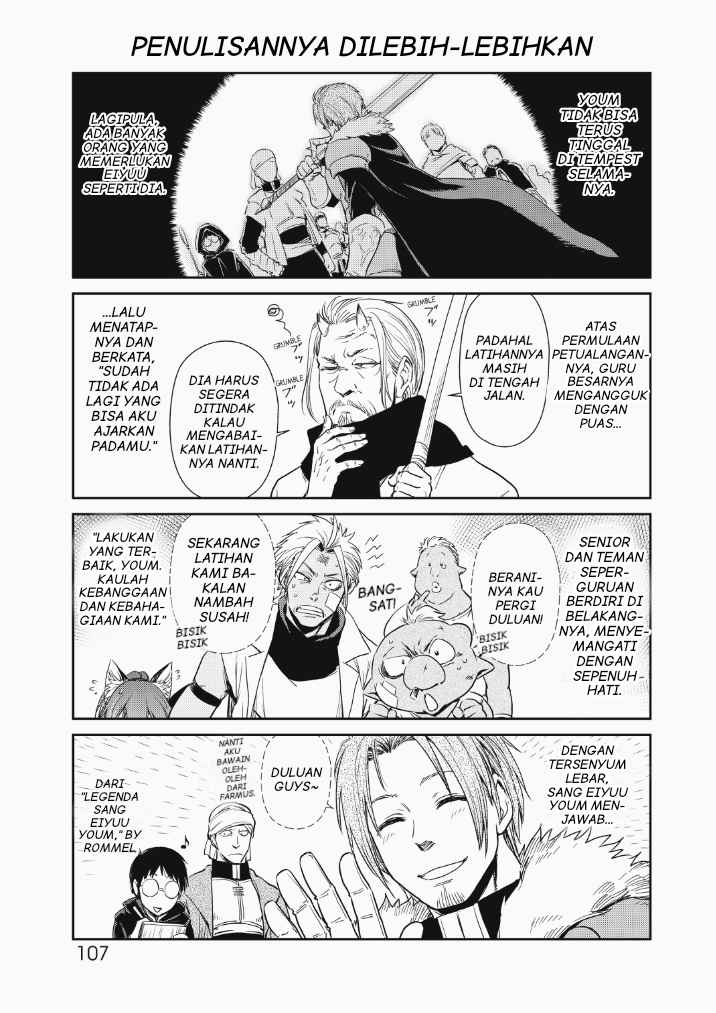 PENULISANNYA DILEBIH-LEBIHKAN
YOUM
TIDAK BISA
TERUS
TINGGAL
DI TEMPEST
SELAMA-
NYA.
LAGIPULA,
ADA BANYAK
ORANG YANG
MEMERLUKAN
EIYUU
SEPERTI DIA.
ATAS
PERMULAAN
PETUALANGAN-
NYA, GURU
BESARNYA
MENGANGGUK
DENGAN
PUAS...
PADAHAL
LATIHANNYA
MASIH
DI TENGAH
JALAN.
GRUMBLE
ブツ
GRUMBLE
ブツ
GRUMBLE
ブツ
DIA HARUS
SEGERA
DITINDAK
KALAU
MENGABAI-
KAN LATIHAN-
NYA NANTI.
...LALU
MENATAP-
NYA DAN
BERKATA,
"SUDAH
TIDAK ADA
LAGI YANG
BISA AKU
AJARKAN
PADAMU."
SENIOR
DAN TEMAN
SEPER-
GURUAN
BERDIRI DI
BELAKANG-
NYA, MENYE-
MANGATI
DENGAN
SEPENUH-
HATI.
BERANI-
NYA KAU
PERGI
DULUAN!
BISIK
BISIK
BANG-
SAT!
SEKARANG
LATIHAN
KAMI BA-
KALAN
NAMBAH
SUSAH!
BISIK
BISIK
"LAKUKAN
YANG TER-
BAIK, YOUM.
KAULAH
KEBANGGAAN
DAN KEBAHA-
GIAAN KAMI."
DENGAN
TERSENYUM
LEBAR,
SANG EIYUU
YOUM MEN-
JAWAB...
DULUAN
GUYS~
NANTI
AKU
BAWAIN
OLEH-
OLEH
DARI
FARMUS.
DARI
"LEGENDA
SANG
EIYUU
YOUM," BY
ROMMEL
107